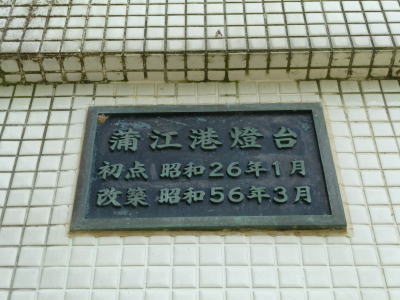 蒲江港燈台
初点 昭和26年1月
改築 昭和56年3月